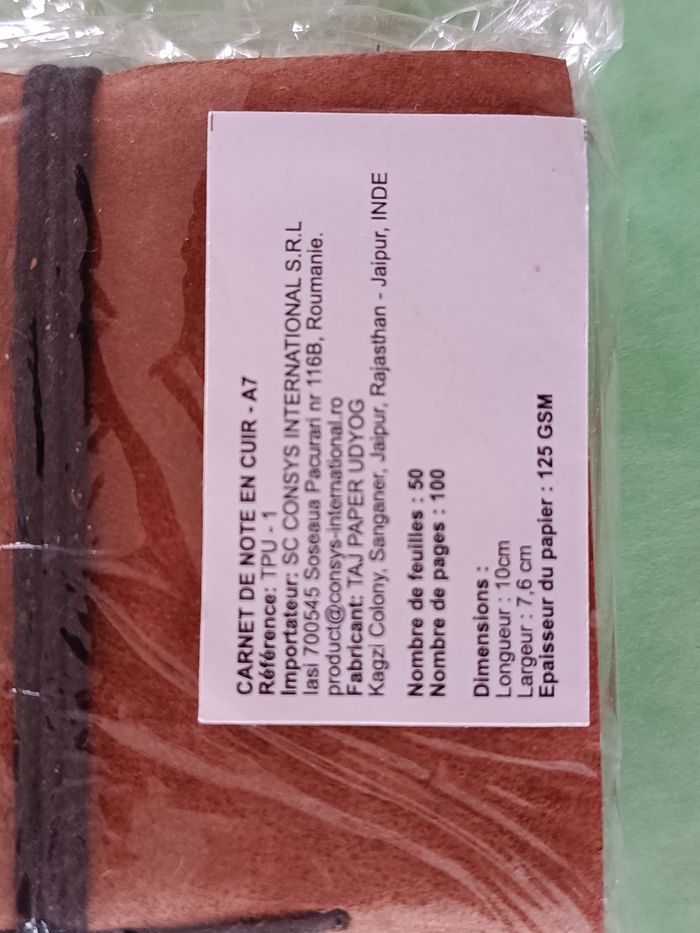 CARNET DE NOTE EN CUIR - A7
Référence: TPU - 1
Importateur: SC CONSYS INTERNATIONAL S.R.L
Iasi 700545 Soseaua Pacurari nr 116B, Roumanie.
product@consys-international.ro
Fabricant: TAJ PAPER UDYOG
Kagzi Colony, Sanganer, Jaipur, Rajasthan - Jaipur, INDE
Nombre de feuilles : 50
Nombre de pages : 100
Dimensions :
Longueur : 10cm
Largeur : 7,6 cm
Epaisseur du papier : 125 GSM